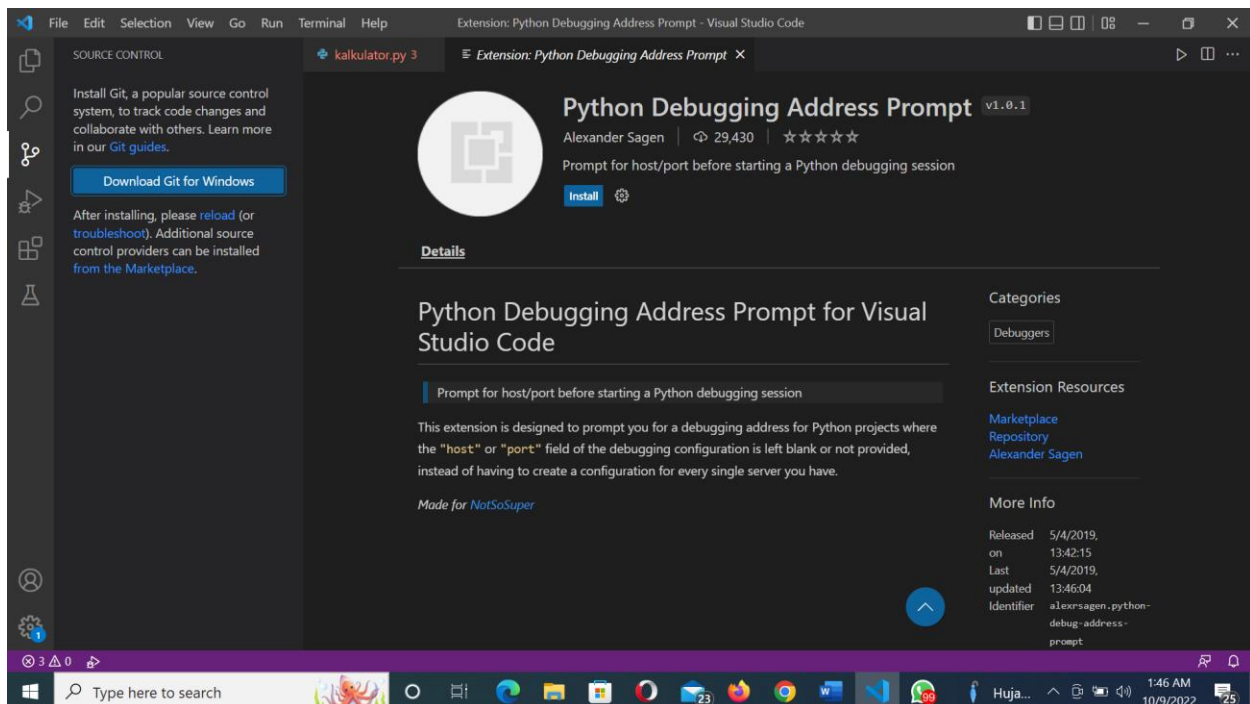 File Edit Selection View Go Run Terminal Help Extension: Python Debugging Address Prompt - Visual Studio Code
SOURCE CONTROL
Install Git, a popular source control
system, to track code changes and
collaborate with others. Learn more
in our Git guides.
Download Git for Windows
After installing, please reload (or
troubleshoot). Additional source
control providers can be installed
from the Marketplace.
kalkulator.py 3 Extension: Python Debugging Address Prompt
Python Debugging Address Prompt v1.0.1
Alexander Sagen 29,430
Prompt for host/port before starting a Python debugging session
Install
Details
Python Debugging Address Prompt for Visual
Studio Code
Prompt for host/port before starting a Python debugging session
This extension is designed to prompt you for a debugging address for Python projects where
the "host" or "port" field of the debugging configuration is left blank or not provided,
instead of having to create a configuration for every single server you have.
Made for NotSoSuper
Categories
Debuggers
Extension Resources
Marketplace
Repository
Alexander Sagen
More Info
Released on 5/4/2019, 13:42:15
Last updated 5/4/2019, 13:46:04
Identifier alexrsagen.python-
debug-address-
prompt
1
3 0
Type here to search
23
99
Huja...
1:46 AM
10/9/2022
25